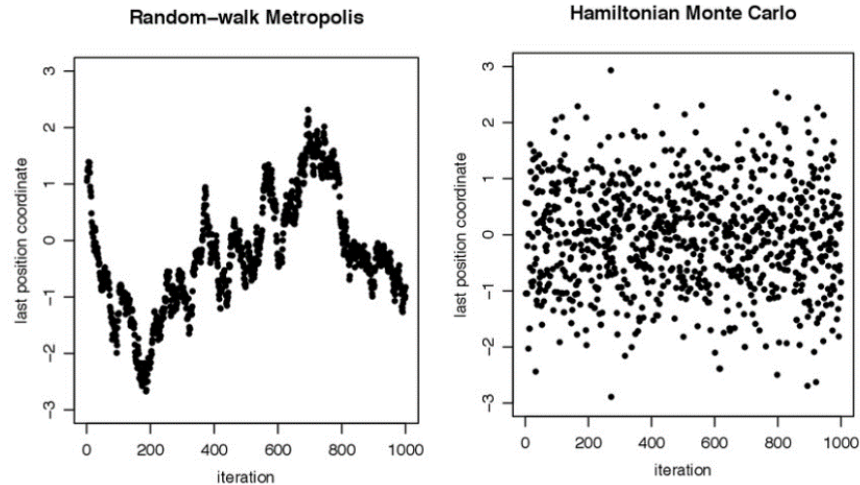 Random−walk Metropolis
last position coordinate
3
2
1
0
−1
−2
−3
0 200 400 600 800 1000
iteration
Hamiltonian Monte Carlo
last position coordinate
3
2
1
0
−1
−2
−3
0 200 400 600 800 1000
iteration